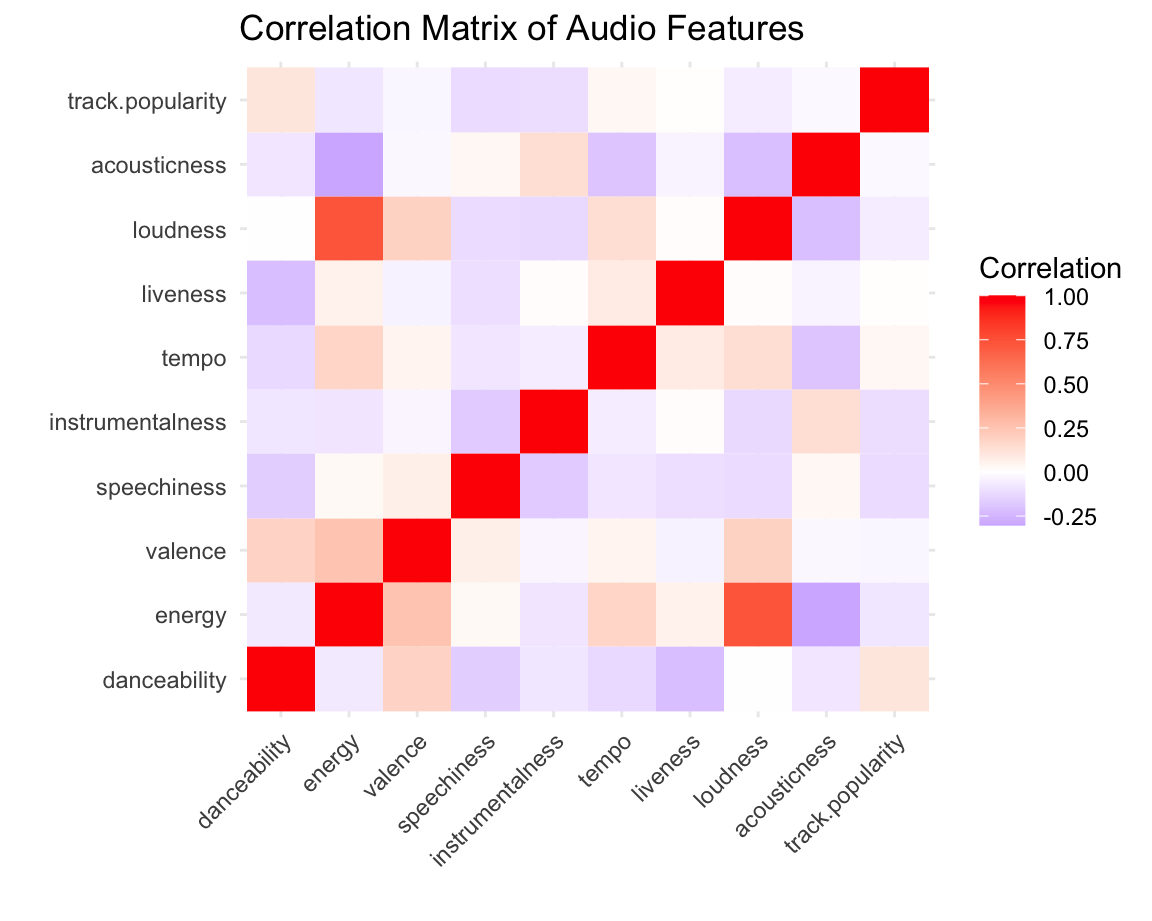 Correlation Matrix of Audio Features
track.popularity
acousticness
loudness
liveness
tempo
instrumentalness
speechiness
valence
energy
danceability
danceability
energy
valence
speechiness
instrumentalness
tempo
liveness
loudness
acousticness
track.popularity
Correlation
1.00
0.75
0.50
0.25
0.00
-0.25